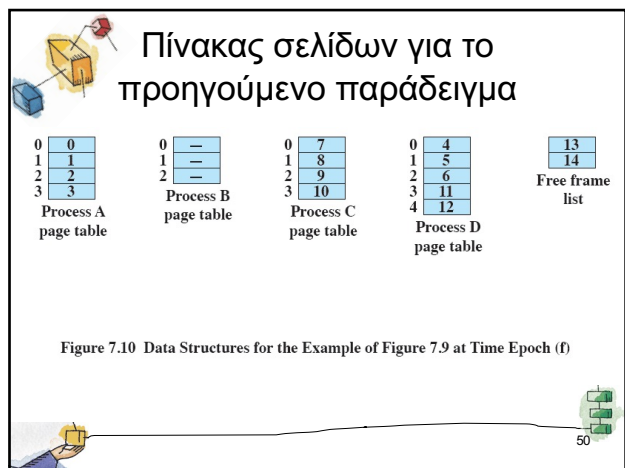 Πίνακας σελίδων για το
προηγούμενο παράδειγμα
0 0
1 1
2 2
3 3
Process A
page table
0 —
1 —
2 —
Process B
page table
0 7
1 8
2 9
3 10
Process C
page table
0 4
1 5
2 6
3 11
4 12
Process D
page table
13
14
Free frame
list
Figure 7.10 Data Structures for the Example of Figure 7.9 at Time Epoch (f)
50